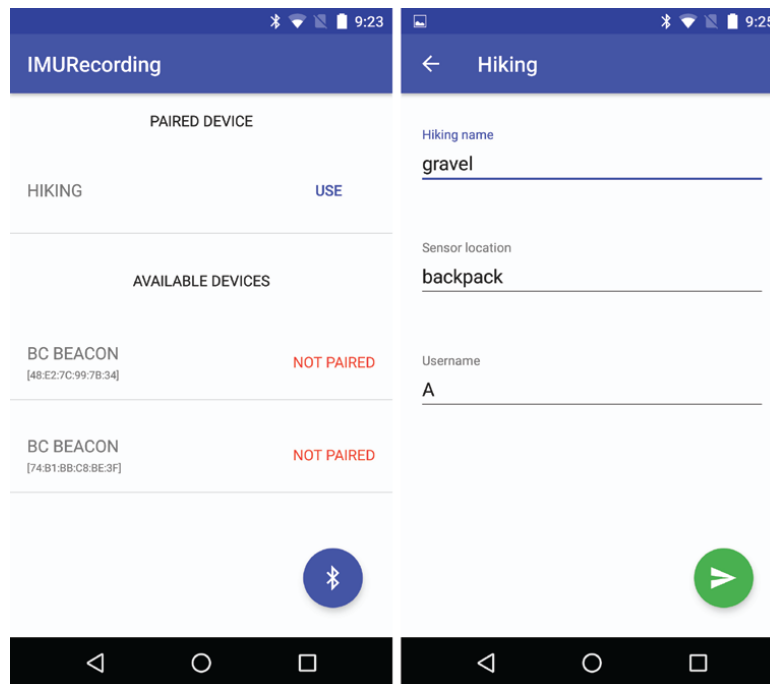 9:23
IMURecording
PAIRED DEVICE
HIKING
USE
AVAILABLE DEVICES
BC BEACON
[48:E2:7C:99:7B:34]
NOT PAIRED
BC BEACON
[74:B1:BB:C8:BE:3F]
NOT PAIRED
9:25
Hiking
Hiking name
gravel
Sensor location
backpack
Username
A